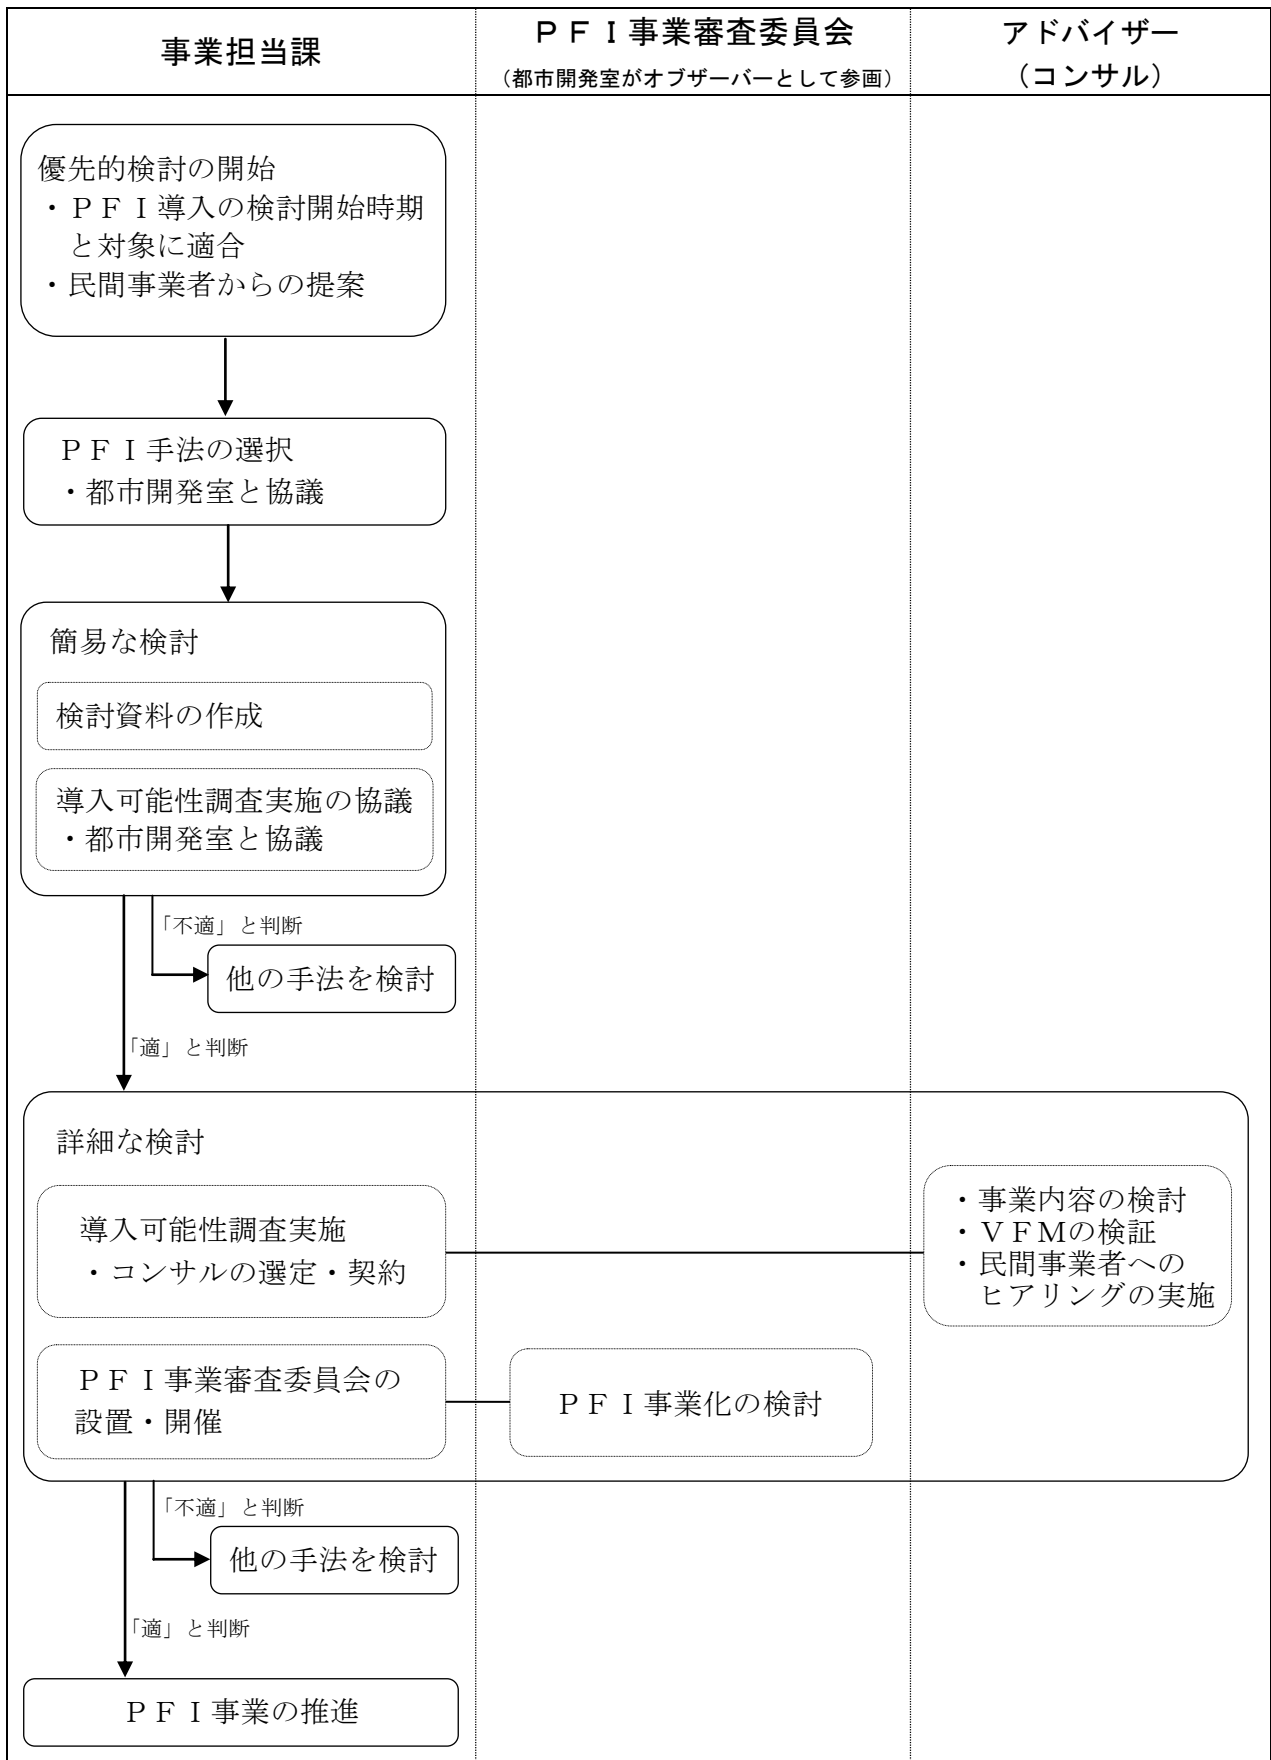 事業担当課
ＰＦＩ事業審査委員会
（都市開発室がオブザーバーとして参画）
アドバイザー
（コンサル）
優先的検討の開始
・ＰＦＩ導入の検討開始時期
と対象に適合
・民間事業者からの提案
ＰＦＩ手法の選択
・都市開発室と協議
簡易な検討
検討資料の作成
導入可能性調査実施の協議
・都市開発室と協議
「不適」と判断
他の手法を検討
「適」と判断
詳細な検討
導入可能性調査実施
・コンサルの選定・契約
・事業内容の検討
・ＶＦＭの検証
・民間事業者への
ヒアリングの実施
ＰＦＩ事業審査委員会の
設置・開催
ＰＦＩ事業化の検討
「不適」と判断
他の手法を検討
「適」と判断
ＰＦＩ事業の推進